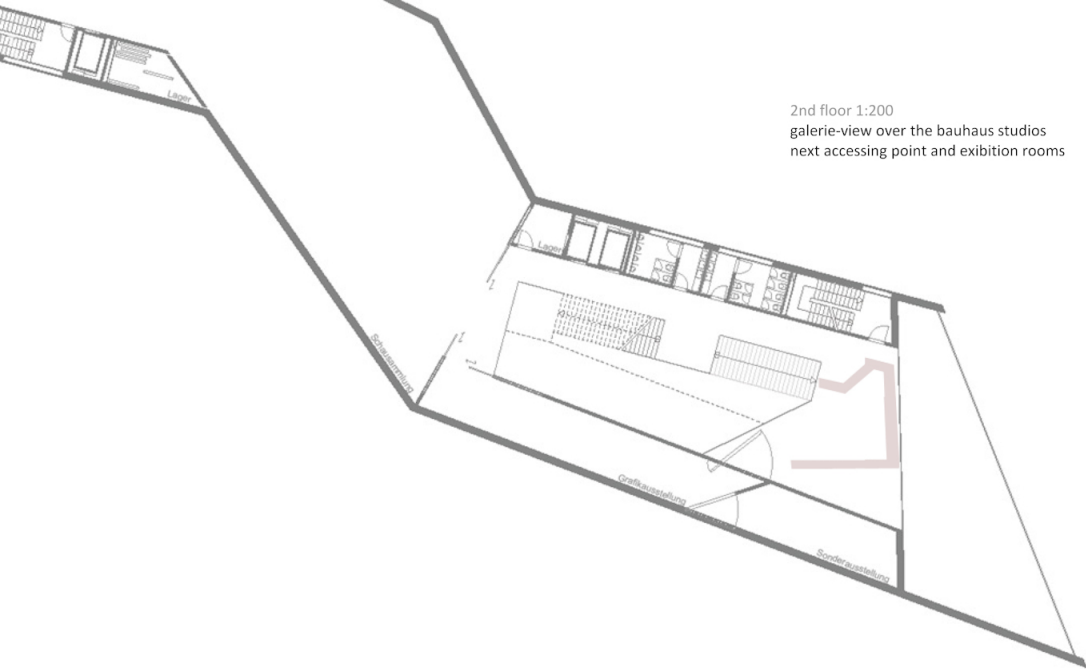 2nd floor 1:200
galerie-view over the bauhaus studios
next accessing point and exibition rooms
Lager
Lager
Schausammlung
Grafikausstellung
Sonderausstellung